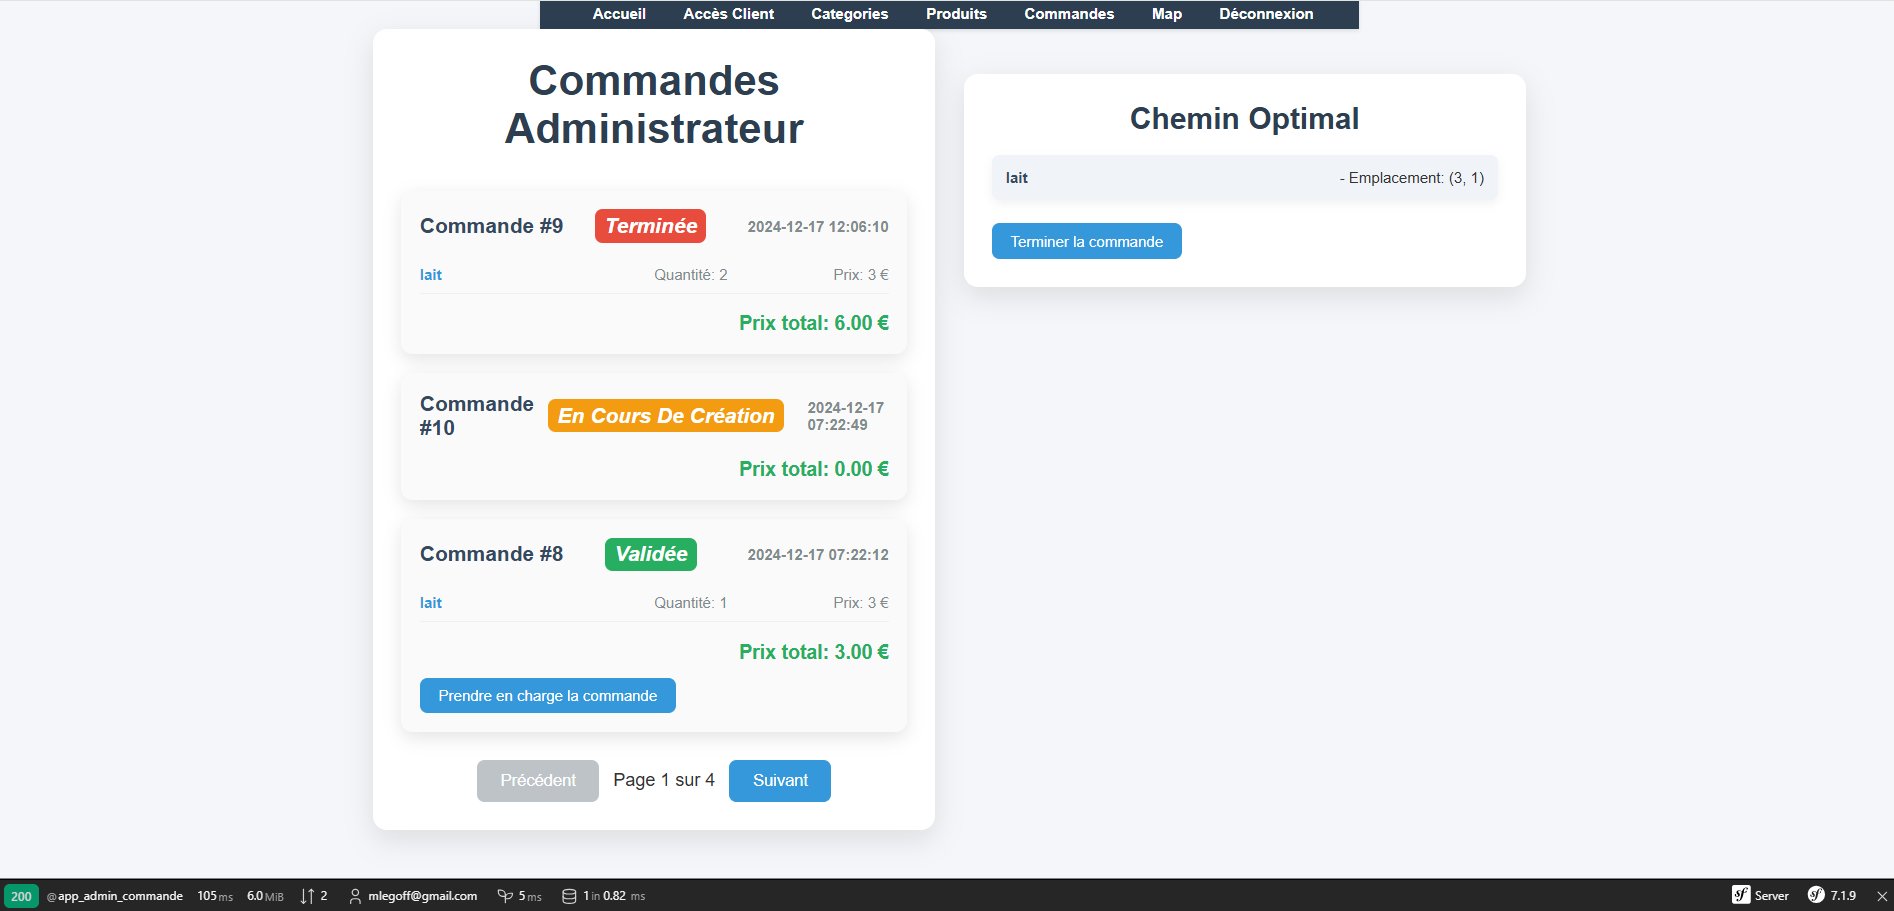 Accueil Accès Client Categories Produits Commandes Map Déconnexion
Commandes
Administrateur
Commande #9 Terminée 2024-12-17 12:06:10
lait Quantité: 2 Prix: 3 €
Prix total: 6.00 €
Commande
#10
En Cours De Création
2024-12-17
07:22:49
Prix total: 0.00 €
Commande #8 Validée 2024-12-17 07:22:12
lait Quantité: 1 Prix: 3 €
Prix total: 3.00 €
Prendre en charge la commande
Précédent Page 1 sur 4 Suivant
Chemin Optimal
lait - Emplacement: (3, 1)
Terminer la commande
200 @app_admin_commande 105 ms 6.0 MiB 2 mlegoff@gmail.com 5 ms 1 in 0.82 ms sf Server sf 7.1.9